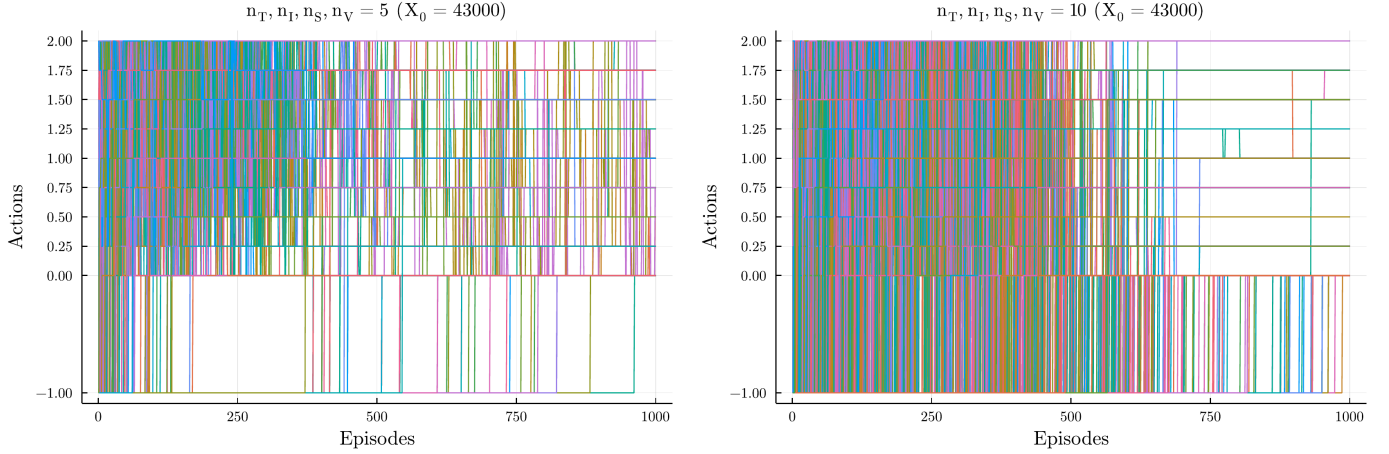 n_T, n_I, n_S, n_V = 5 (X_0 = 43000)
2.00
1.75
1.50
1.25
1.00
0.75
0.50
0.25
0.00
−1.00
Actions
0 250 500 750 1000
Episodes
n_T, n_I, n_S, n_V = 10 (X_0 = 43000)
2.00
1.75
1.50
1.25
1.00
0.75
0.50
0.25
0.00
−1.00
Actions
0 250 500 750 1000
Episodes